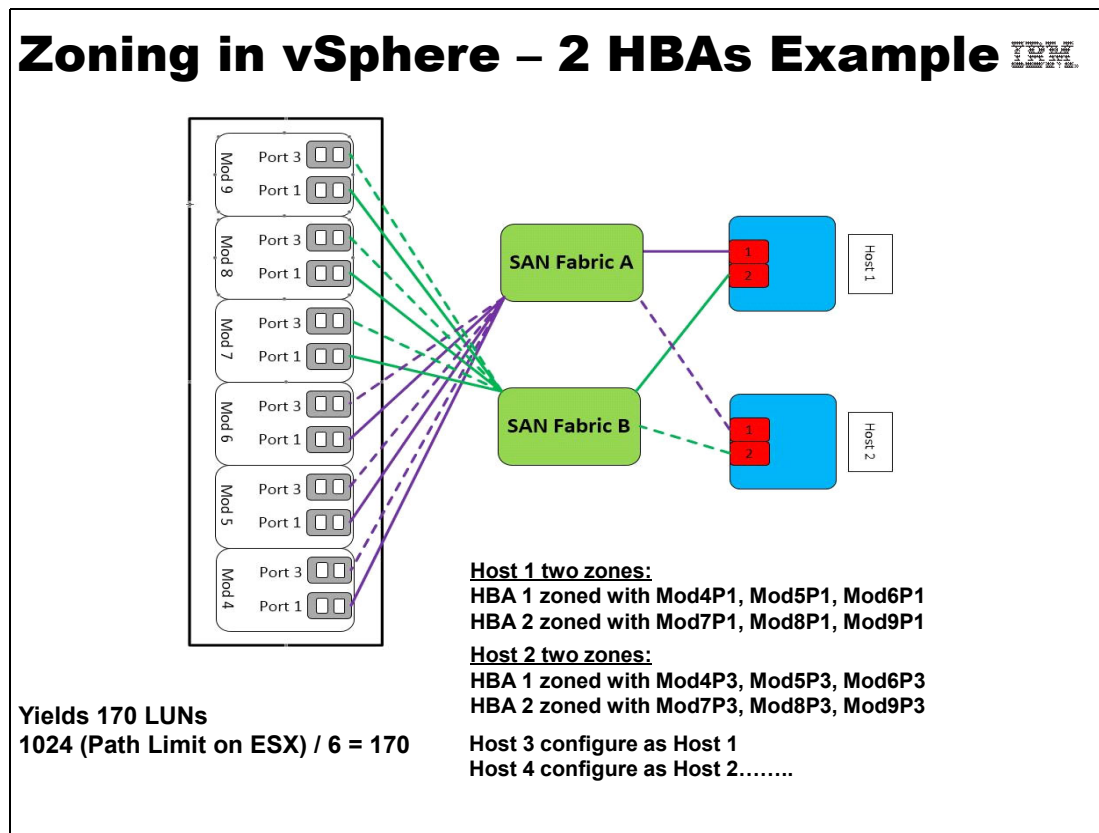 Zoning in vSphere – 2 HBAs Example IBM
Mod 9
Port 3
Port 1
Mod 8
Port 3
Port 1
Mod 7
Port 3
Port 1
Mod 6
Port 3
Port 1
Mod 5
Port 3
Port 1
Mod 4
Port 3
Port 1
SAN Fabric A
SAN Fabric B
1
2
Host 1
1
2
Host 2
Host 1 two zones:
HBA 1 zoned with Mod4P1, Mod5P1, Mod6P1
HBA 2 zoned with Mod7P1, Mod8P1, Mod9P1
Host 2 two zones:
HBA 1 zoned with Mod4P3, Mod5P3, Mod6P3
HBA 2 zoned with Mod7P3, Mod8P3, Mod9P3
Host 3 configure as Host 1
Host 4 configure as Host 2........
Yields 170 LUNs
1024 (Path Limit on ESX) / 6 = 170